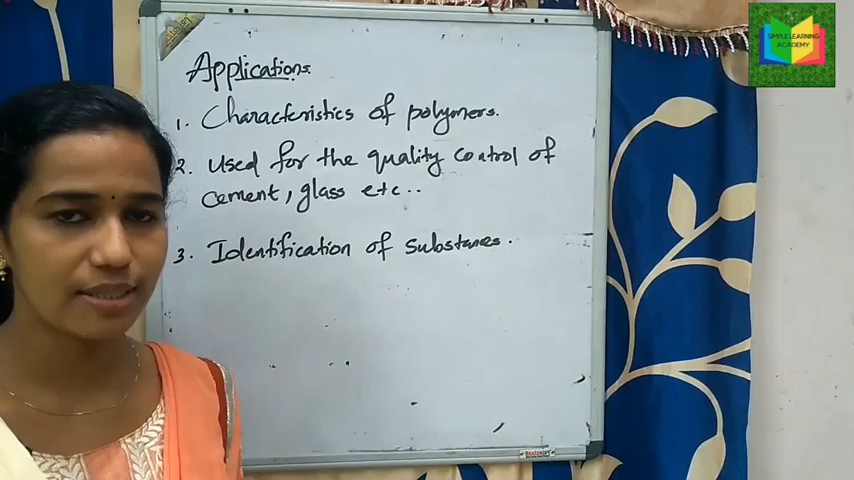 SIMPLE LEARNING
ACADEMY
Applications.
1. Characteristics of polymers.
2. Used for the quality control of
cement, glass etc..
3. Identification of substances.